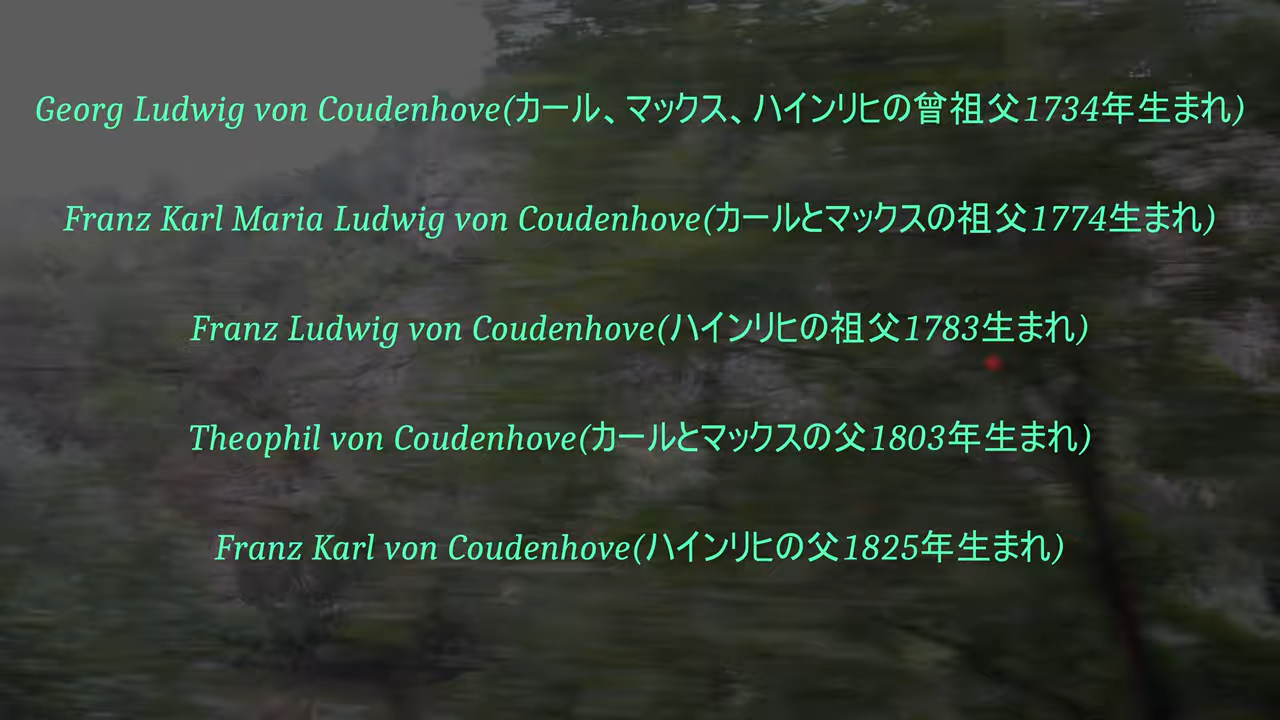 Georg Ludwig von Coudenhove(カール、マックス、ハインリヒの曾祖父1734年生まれ)
Franz Karl Maria Ludwig von Coudenhove(カールとマックスの祖父1774生まれ)
Franz Ludwig von Coudenhove(ハインリヒの祖父1783生まれ)
Theophil von Coudenhove(カールとマックスの父1803年生まれ)
Franz Karl von Coudenhove(ハインリヒの父1825年生まれ)